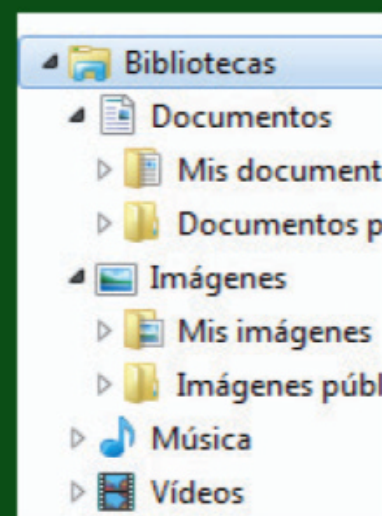 Bibliotecas
Documentos
Mis document
Documentos p
Imágenes
Mis imágenes
Imágenes públ
Música
Vídeos